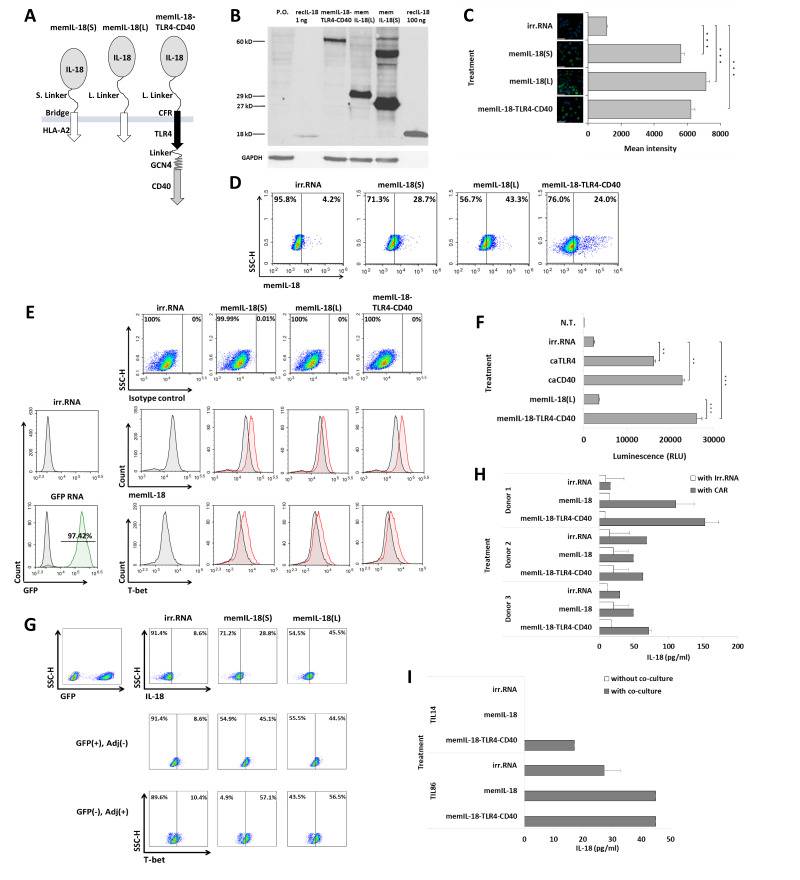 A
memIL-18(S) memIL-18(L) memIL-18-TLR4-CD40
IL-18 IL-18 IL-18
S. Linker L. Linker L. Linker
Bridge CFR
HLA-A2 TLR4
Linker
GCN4
CD40
B
P.O. recIL-18 1 ng memIL-18-TLR4-CD40 mem IL-18(L) mem IL-18(S) recIL-18 100 ng
60 kD
29 kD
27 kD
18 kD
GAPDH
C
Treatment
irr.RNA
memIL-18(S)
memIL-18(L)
memIL-18-TLR4-CD40
0 2000 4000 6000 8000
Mean intensity
D
irr.RNA memIL-18(S) memIL-18(L) memIL-18-TLR4-CD40
95.8% 4.2% 71.3% 28.7% 56.7% 43.3% 76.0% 24.0%
SSC-H
memIL-18
E
irr.RNA memIL-18(S) memIL-18(L) memIL-18-TLR4-CD40
100% 0% 99.99% 0.01% 100% 0% 100% 0%
SSC-H
Isotype control
irr.RNA
Count
memIL-18
GFP RNA
97.42%
Count
GFP
Count
T-bet
F
Treatment
N.T.
irr.RNA
caTLR4
caCD40
memIL-18(L)
memIL-18-TLR4-CD40
0 10000 20000 30000
Luminescence (RLU)
G
irr.RNA memIL-18(S) memIL-18(L)
91.4% 8.6% 71.2% 28.8% 54.5% 45.5%
SSC-H SSC-H
GFP IL-18
GFP(+), Adj(-)
91.4% 8.6% 54.9% 45.1% 55.5% 44.5%
GFP(-), Adj(+)
89.6% 10.4% 4.9% 57.1% 43.5% 56.5%
SSC-H
T-bet
H
with Irr.RNA
with CAR
Treatment
Donor 1
irr.RNA
memIL-18
memIL-18-TLR4-CD40
Donor 2
irr.RNA
memIL-18
memIL-18-TLR4-CD40
Donor 3
irr.RNA
memIL-18
memIL-18-TLR4-CD40
0 50 100 150 200
IL-18 (pg/ml)
I
without co-culture
with co-culture
Treatment
TIL14
irr.RNA
memIL-18
memIL-18-TLR4-CD40
TIL86
irr.RNA
memIL-18
memIL-18-TLR4-CD40
0 10 20 30 40 50
IL-18 (pg/ml)